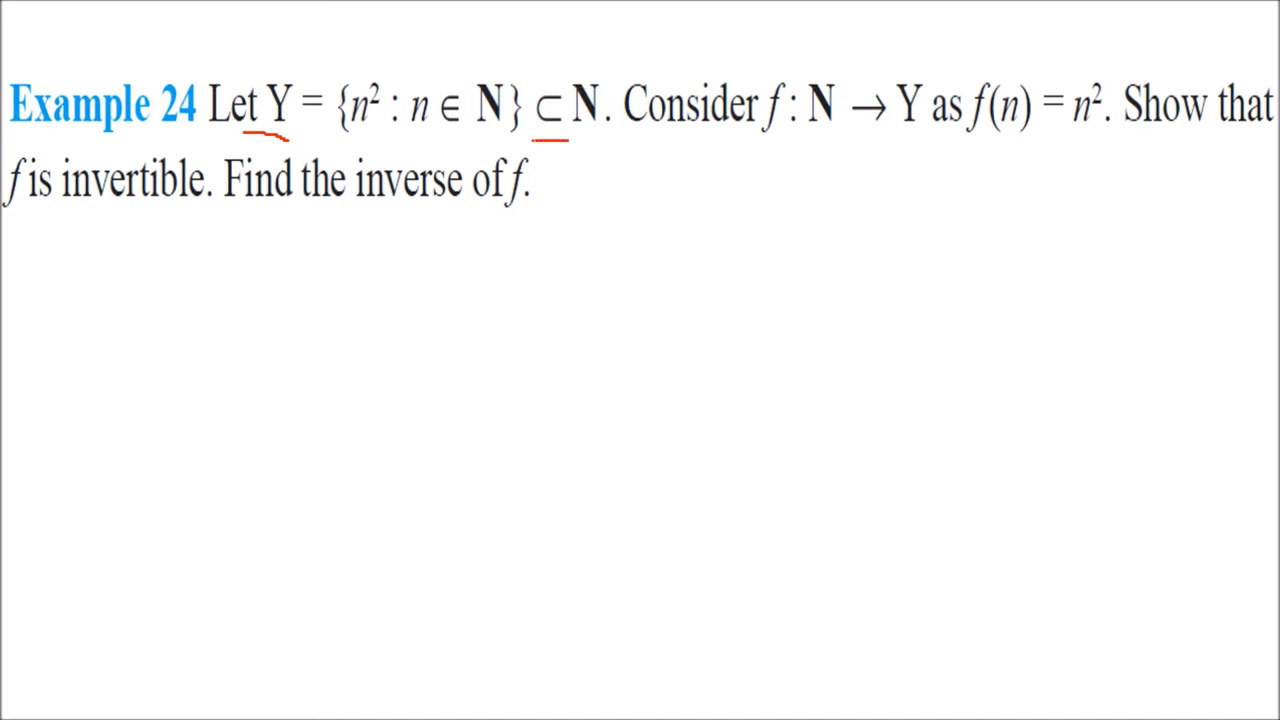 Example 24 Let Y = {n² : n ∈ N} ⊂ N. Consider f : N → Y as f(n) = n². Show that
f is invertible. Find the inverse of f.